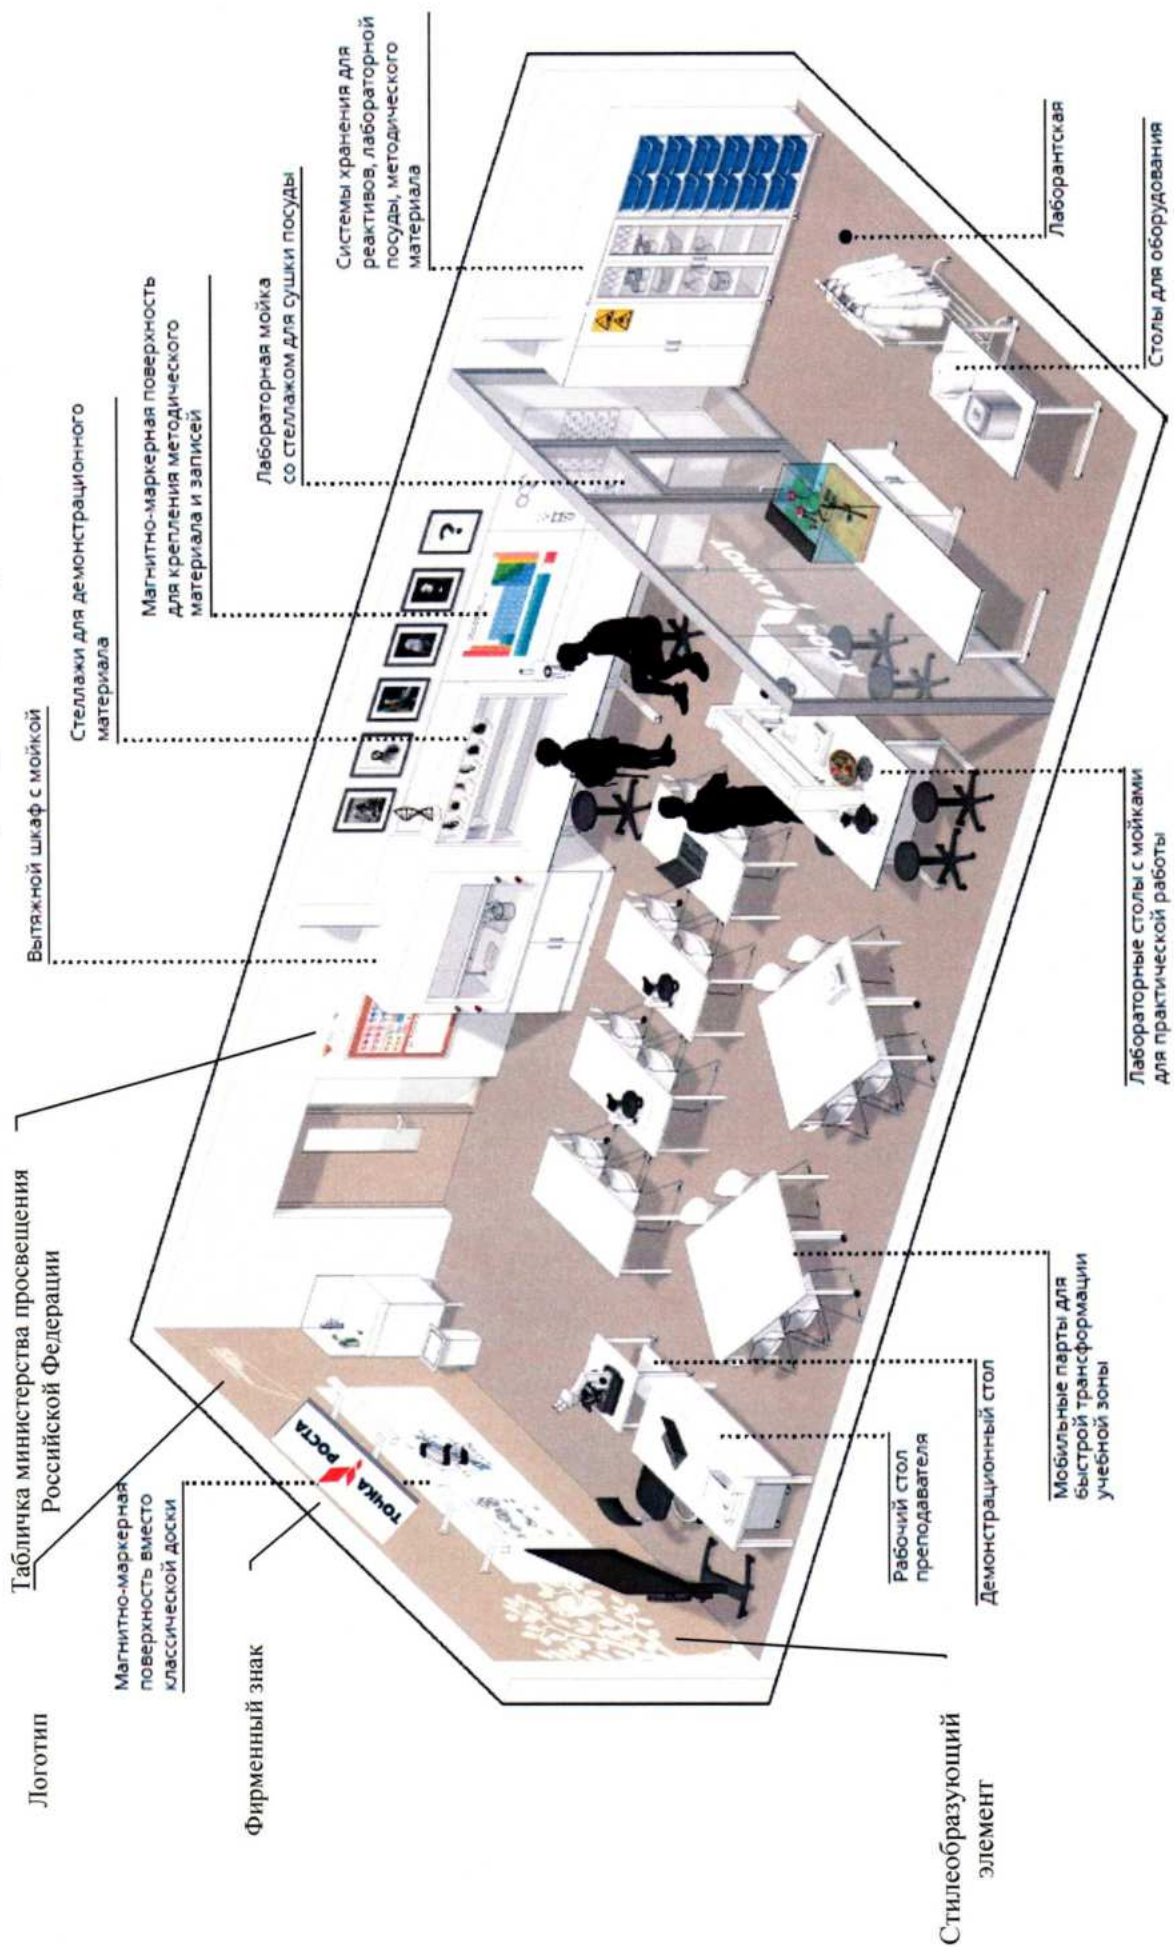 Логотип
Табличка министерства просвещения
Российской Федерации
Магнитно-маркерная
поверхность вместо
классической доски
Фирменный знак
Вытяжной шкаф с мойкой
Стеллажи для демонстрационного
материала
Магнитно-маркерная поверхность
для крепления методического
материала и записей
Лабораторная мойка
со стеллажом для сушки посуды
Системы хранения для
реактивов, лабораторной
посуды, методического
материала
ТОЧКА
РОСТА
?
ТОЧКА
РОСТА
Стилеобразующий
элемент
Рабочий стол
преподавателя
Демонстрационный стол
Мобильные парты для
быстрой трансформации
учебной зоны
Лабораторные столы с мойками
для практической работы
Лаборантская
Столы для оборудования